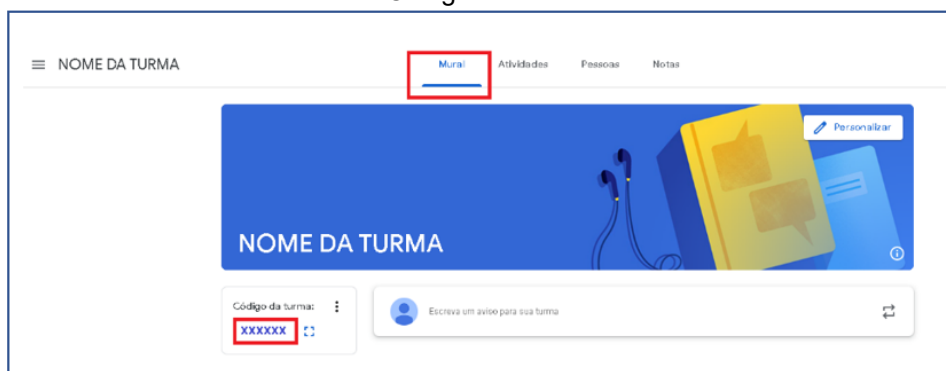 NOME DA TURMA
Mural Atividades Pessoas Notas
Personalizar
NOME DA TURMA
Código da turma:
XXXXXX
Escreva um aviso para sua turma